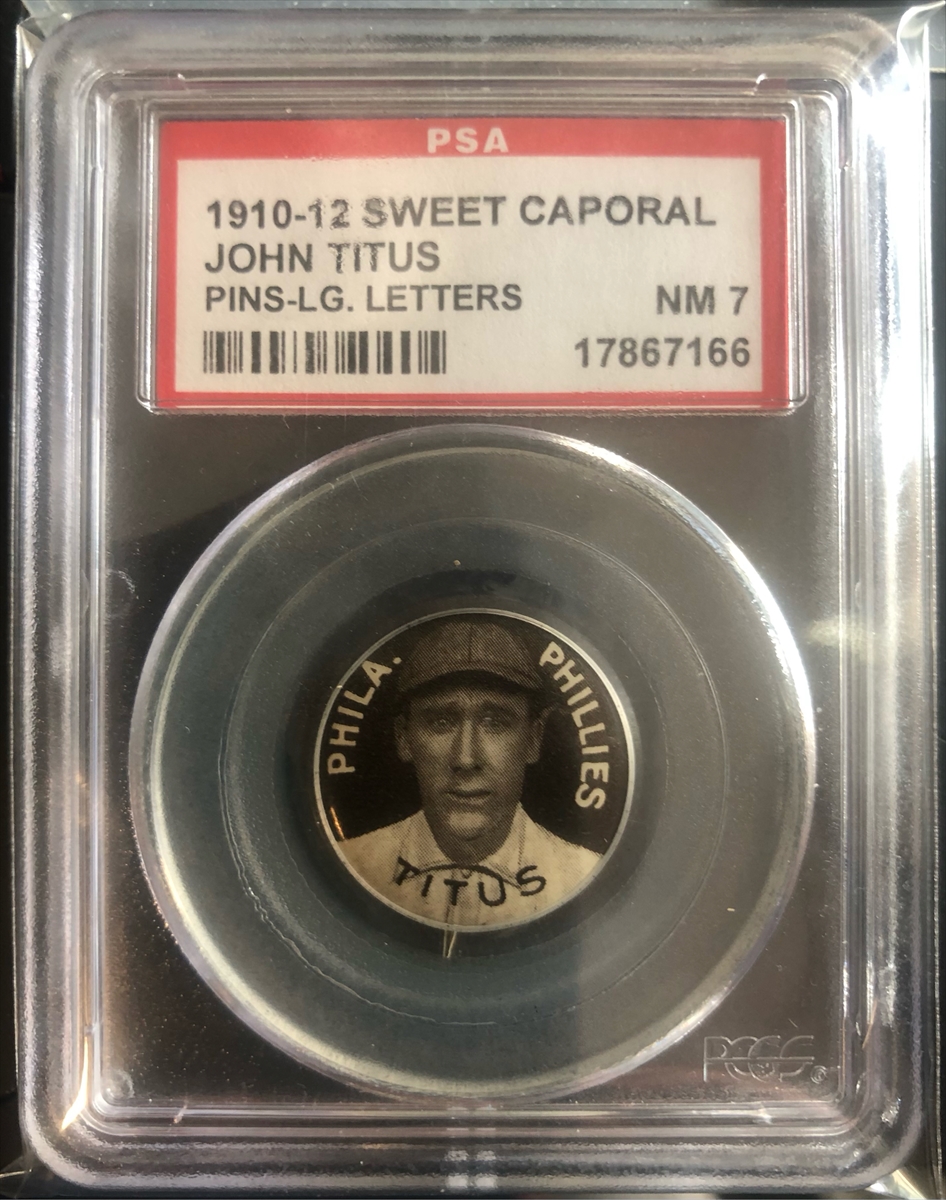 PSA
1910-12 SWEET CAPORAL
JOHN TITUS
PINS-LG. LETTERS NM 7
17867166
PHILA. PHILLIES
TITUS
PCGS